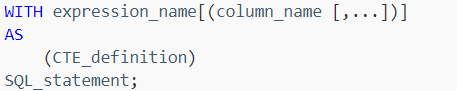 WITH expression_name[(column_name [,...])]
AS
    (CTE_definition)
SQL_statement;